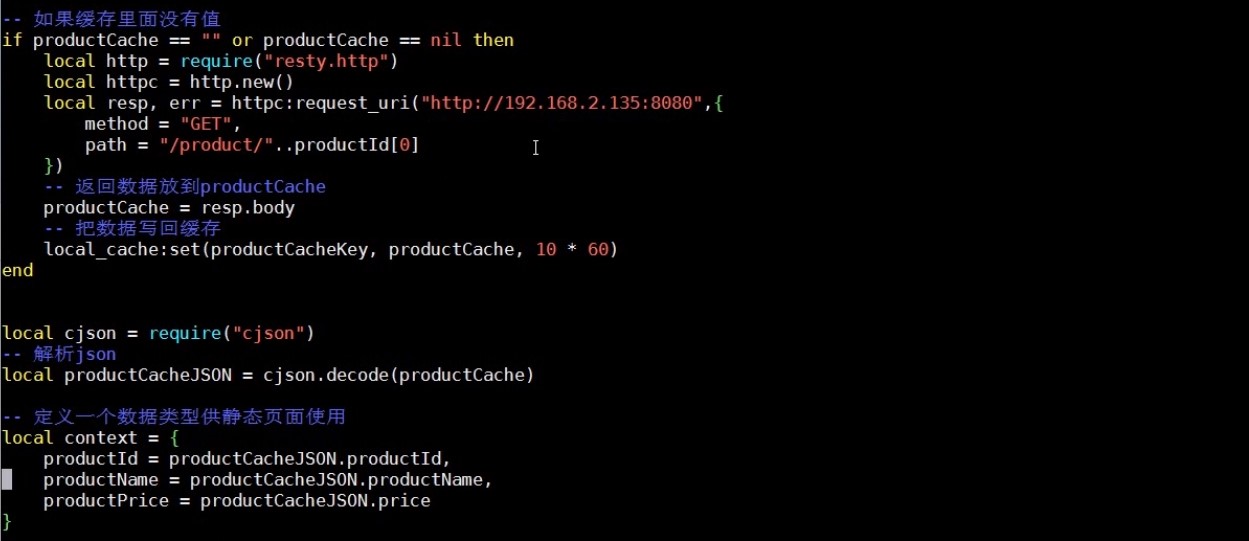 -- 如果缓存里面没有值
if productCache == "" or productCache == nil then
    local http = require("resty.http")
    local httpc = http.new()
    local resp, err = httpc:request_uri("http://192.168.2.135:8080",{
        method = "GET",
        path = "/product/"..productId[0]
    })
    -- 返回数据放到productCache
    productCache = resp.body
    -- 把数据写回缓存
    local_cache:set(productCacheKey, productCache, 10 * 60)
end
local cjson = require("cjson")
-- 解析json
local productCacheJSON = cjson.decode(productCache)
-- 定义一个数据类型供静态页面使用
local context = {
    productId = productCacheJSON.productId,
    productName = productCacheJSON.productName,
    productPrice = productCacheJSON.price
}